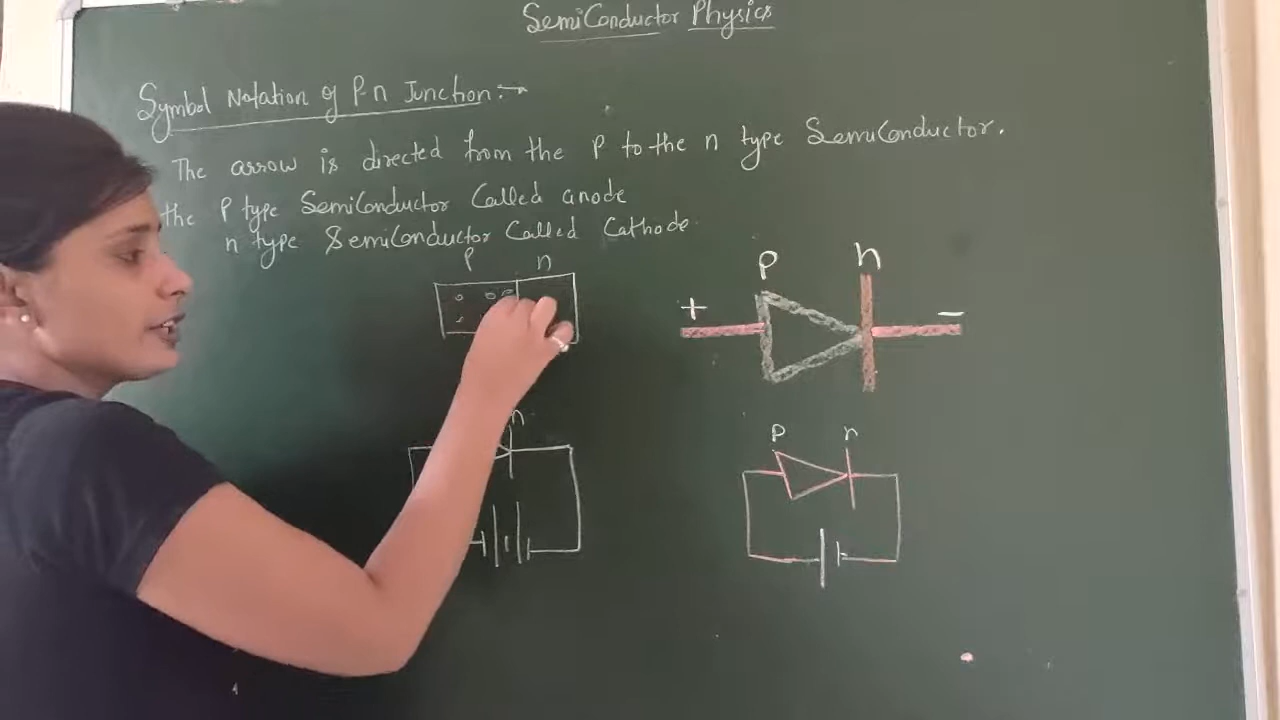 SemiConductor Physics
Symbol Notation of P-n Junction:-
The arrow is directed from the P to the n type SemiConductor.
the P type SemiConductor Called anode
n type SemiConductor Called Cathode
P n
P n
+ -
n
P n